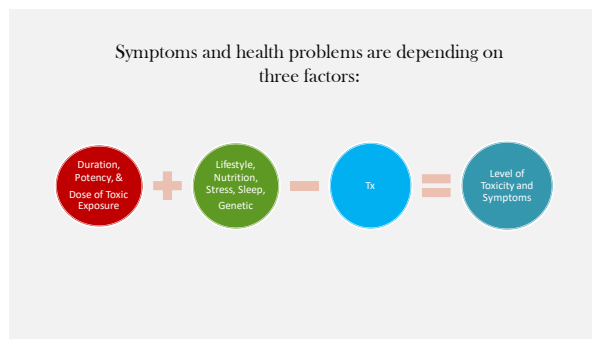 Symptoms and health problems are depending on
three factors:
Duration,
Potency, &
Dose of Toxic
Exposure
Lifestyle,
Nutrition,
Stress, Sleep,
Genetic
Tx
Level of
Toxicity and
Symptoms